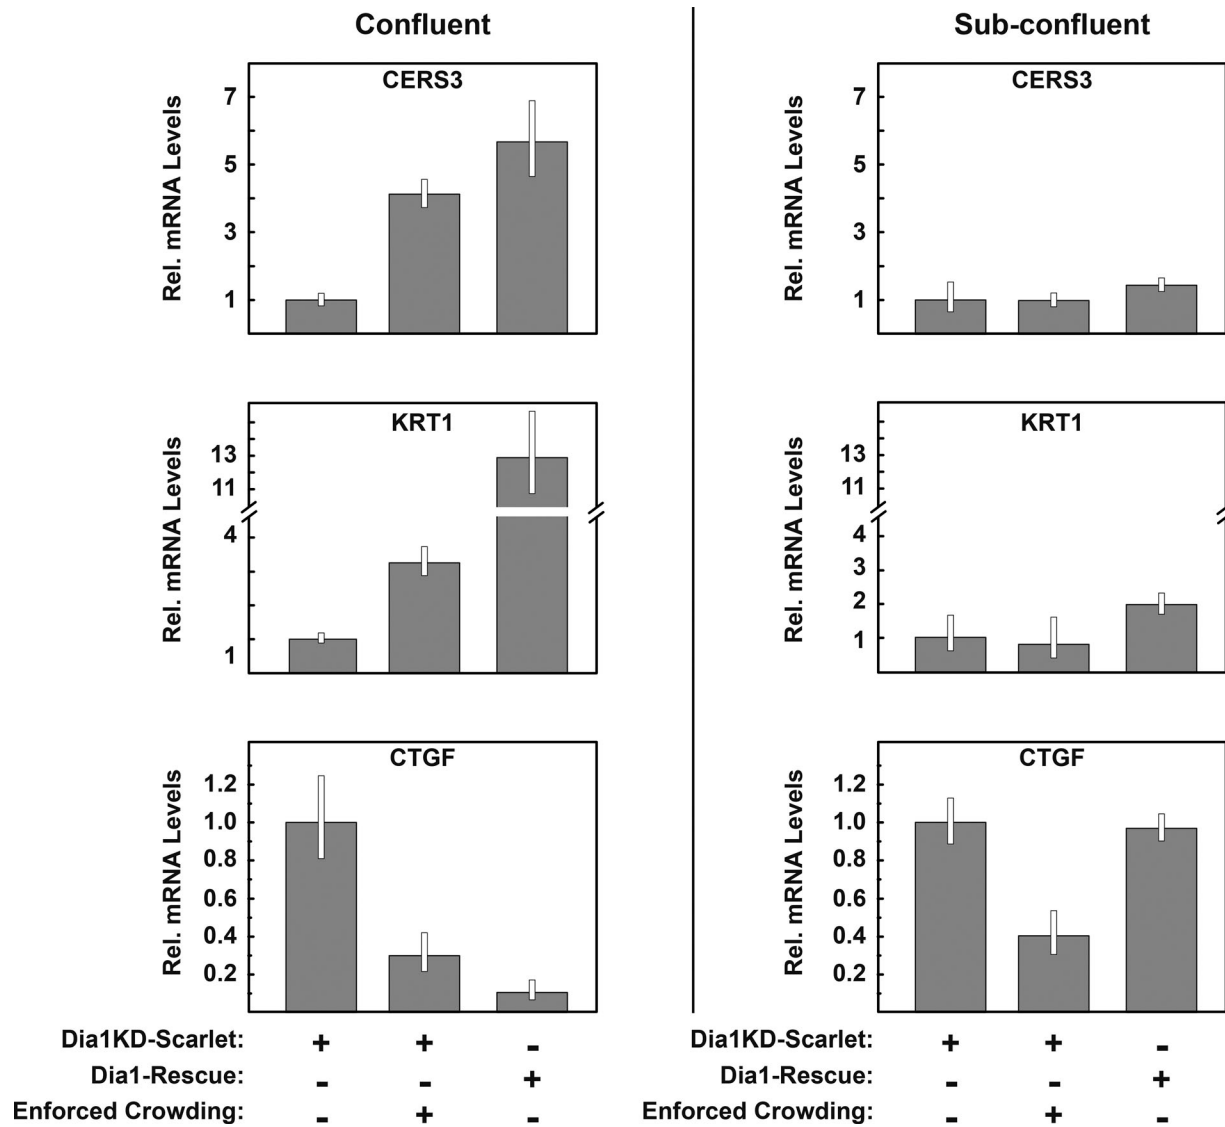 Confluent
Sub-confluent
CERS3
Rel. mRNA Levels
7
5
3
1
CERS3
Rel. mRNA Levels
7
5
3
1
KRT1
Rel. mRNA Levels
13
11
4
1
KRT1
Rel. mRNA Levels
13
11
4
3
2
1
CTGF
Rel. mRNA Levels
1.2
1.0
0.8
0.6
0.4
0.2
CTGF
Rel. mRNA Levels
1.2
1.0
0.8
0.6
0.4
0.2
Dia1KD-Scarlet: + + -
Dia1-Rescue: - - +
Enforced Crowding: - + -
Dia1KD-Scarlet: + + -
Dia1-Rescue: - - +
Enforced Crowding: - + -